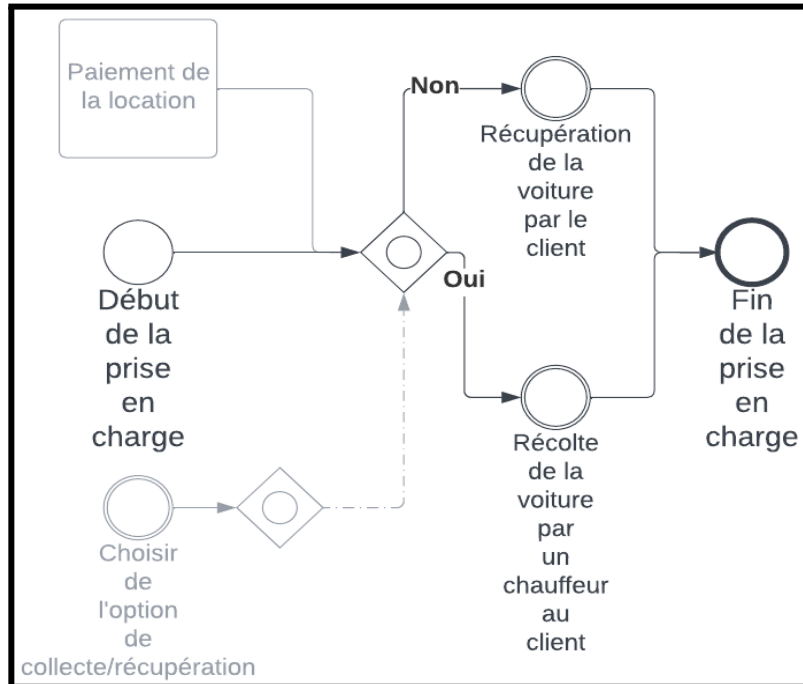 Paiement de
la location
Non
Récupération
de la
voiture
par le
client
Début
de la
prise
en
charge
Oui
Fin
de la
prise
en
charge
Récolte
de la
voiture
par
un
chauffeur
au
client
Choisir
de
l'option
de
collecte/récupération